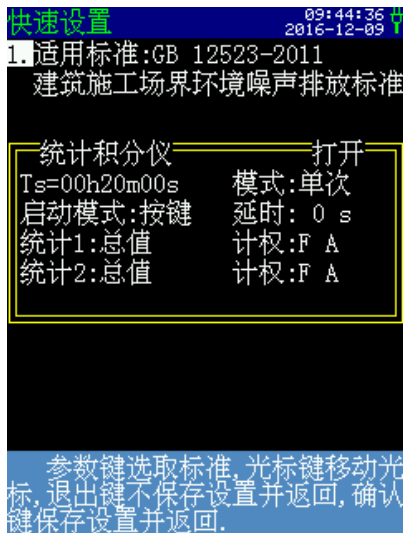 快速设置
09:44:36
2016-12-09
1.适用标准:GB 12523-2011
建筑施工场界环境噪声排放标准
统计积分仪 打开
Ts=00h20m00s 模式:单次
启动模式:按键 延时: 0 s
统计1:总值 计权:F A
统计2:总值 计权:F A
参数键选取标准,光标键移动光
标,退出键不保存设置并返回,确认
键保存设置并返回.